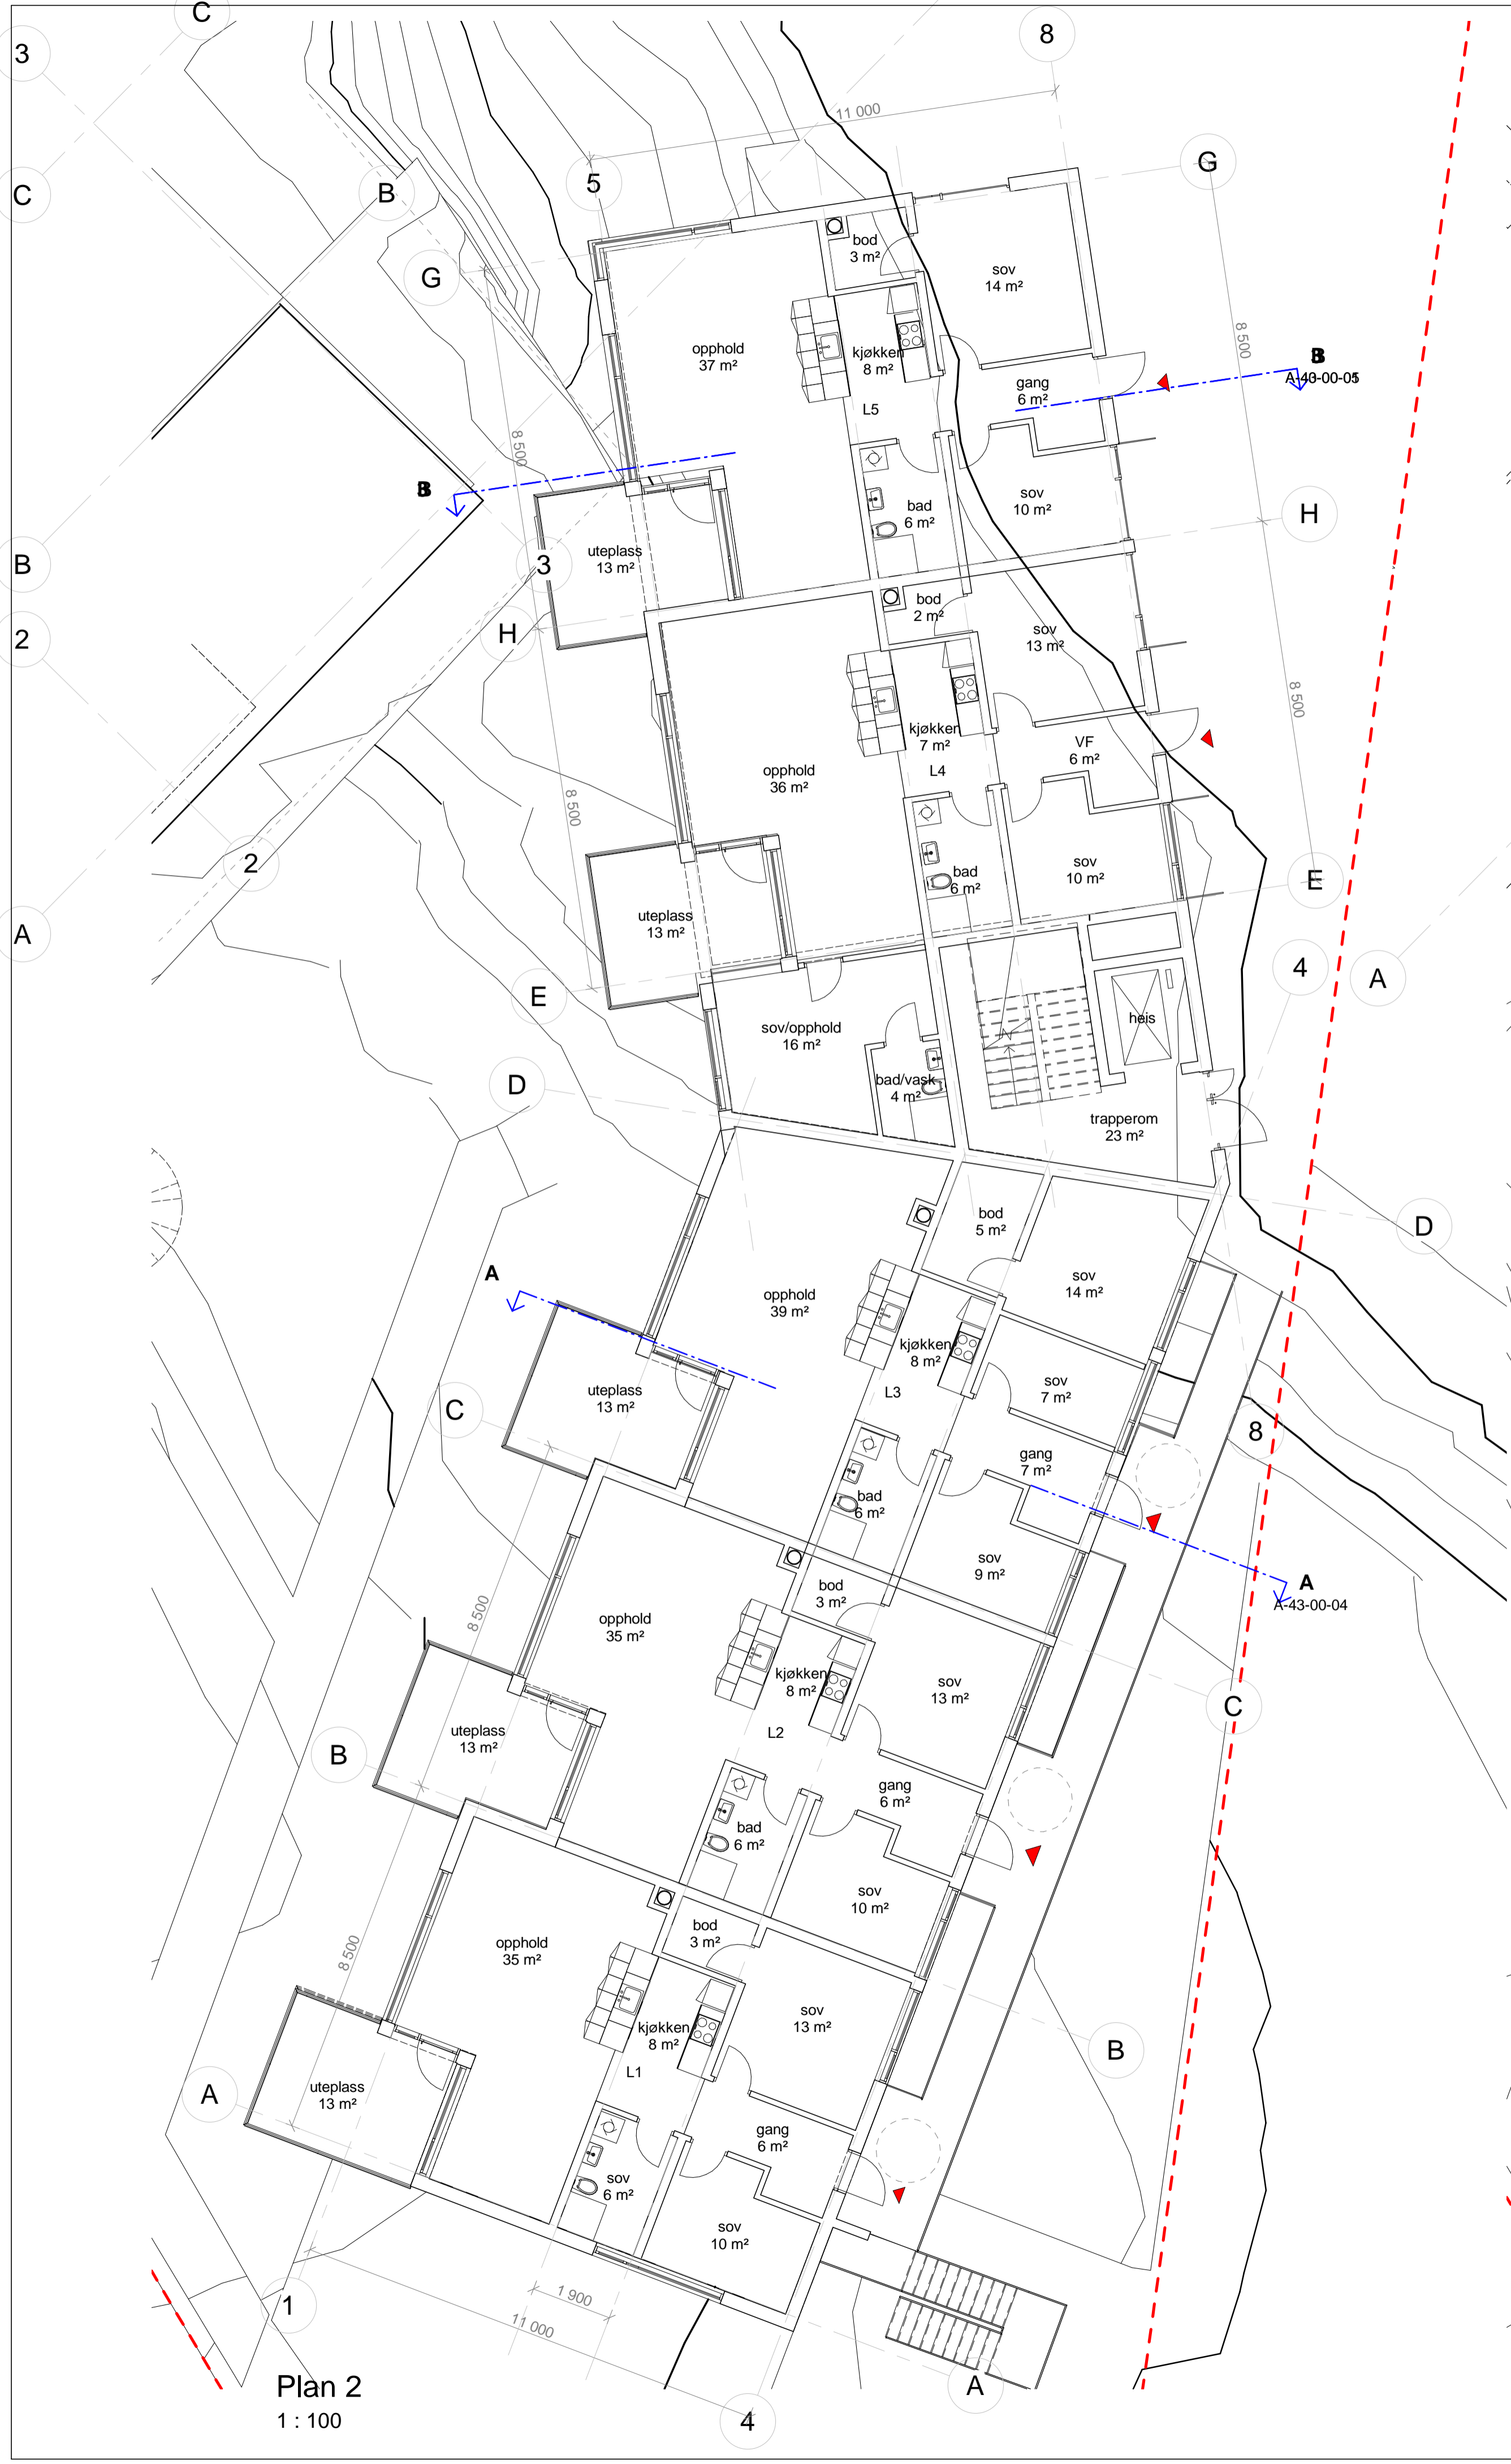 C
3
8
11 000
G
C
B
5
G
bod
3 m²
sov
14 m²
8 500
opphold
37 m²
kjøkken
8 m²
B
A-40-00-05
gang
6 m²
L5
8 500
B
sov
10 m²
bad
6 m²
H
uteplass
13 m²
3
B
bod
2 m²
H
2
sov
13 m²
8 500
kjøkken
7 m²
VF
6 m²
L4
opphold
36 m²
8 500
2
sov
10 m²
bad
6 m²
E
uteplass
13 m²
A
4
A
E
heis
sov/opphold
16 m²
D
bad/vask
4 m²
trapperom
23 m²
bod
5 m²
D
A
sov
14 m²
opphold
39 m²
kjøkken
8 m²
sov
7 m²
L3
uteplass
13 m²
C
8
gang
7 m²
bad
6 m²
sov
9 m²
A
A-43-00-04
bod
3 m²
8 500
opphold
35 m²
kjøkken
8 m²
sov
13 m²
C
L2
uteplass
13 m²
B
gang
6 m²
bad
6 m²
sov
10 m²
bod
3 m²
opphold
35 m²
8 500
sov
13 m²
kjøkken
8 m²
B
L1
uteplass
13 m²
A
gang
6 m²
sov
6 m²
sov
10 m²
1
1 900
11 000
Plan 2
A
1 : 100
4